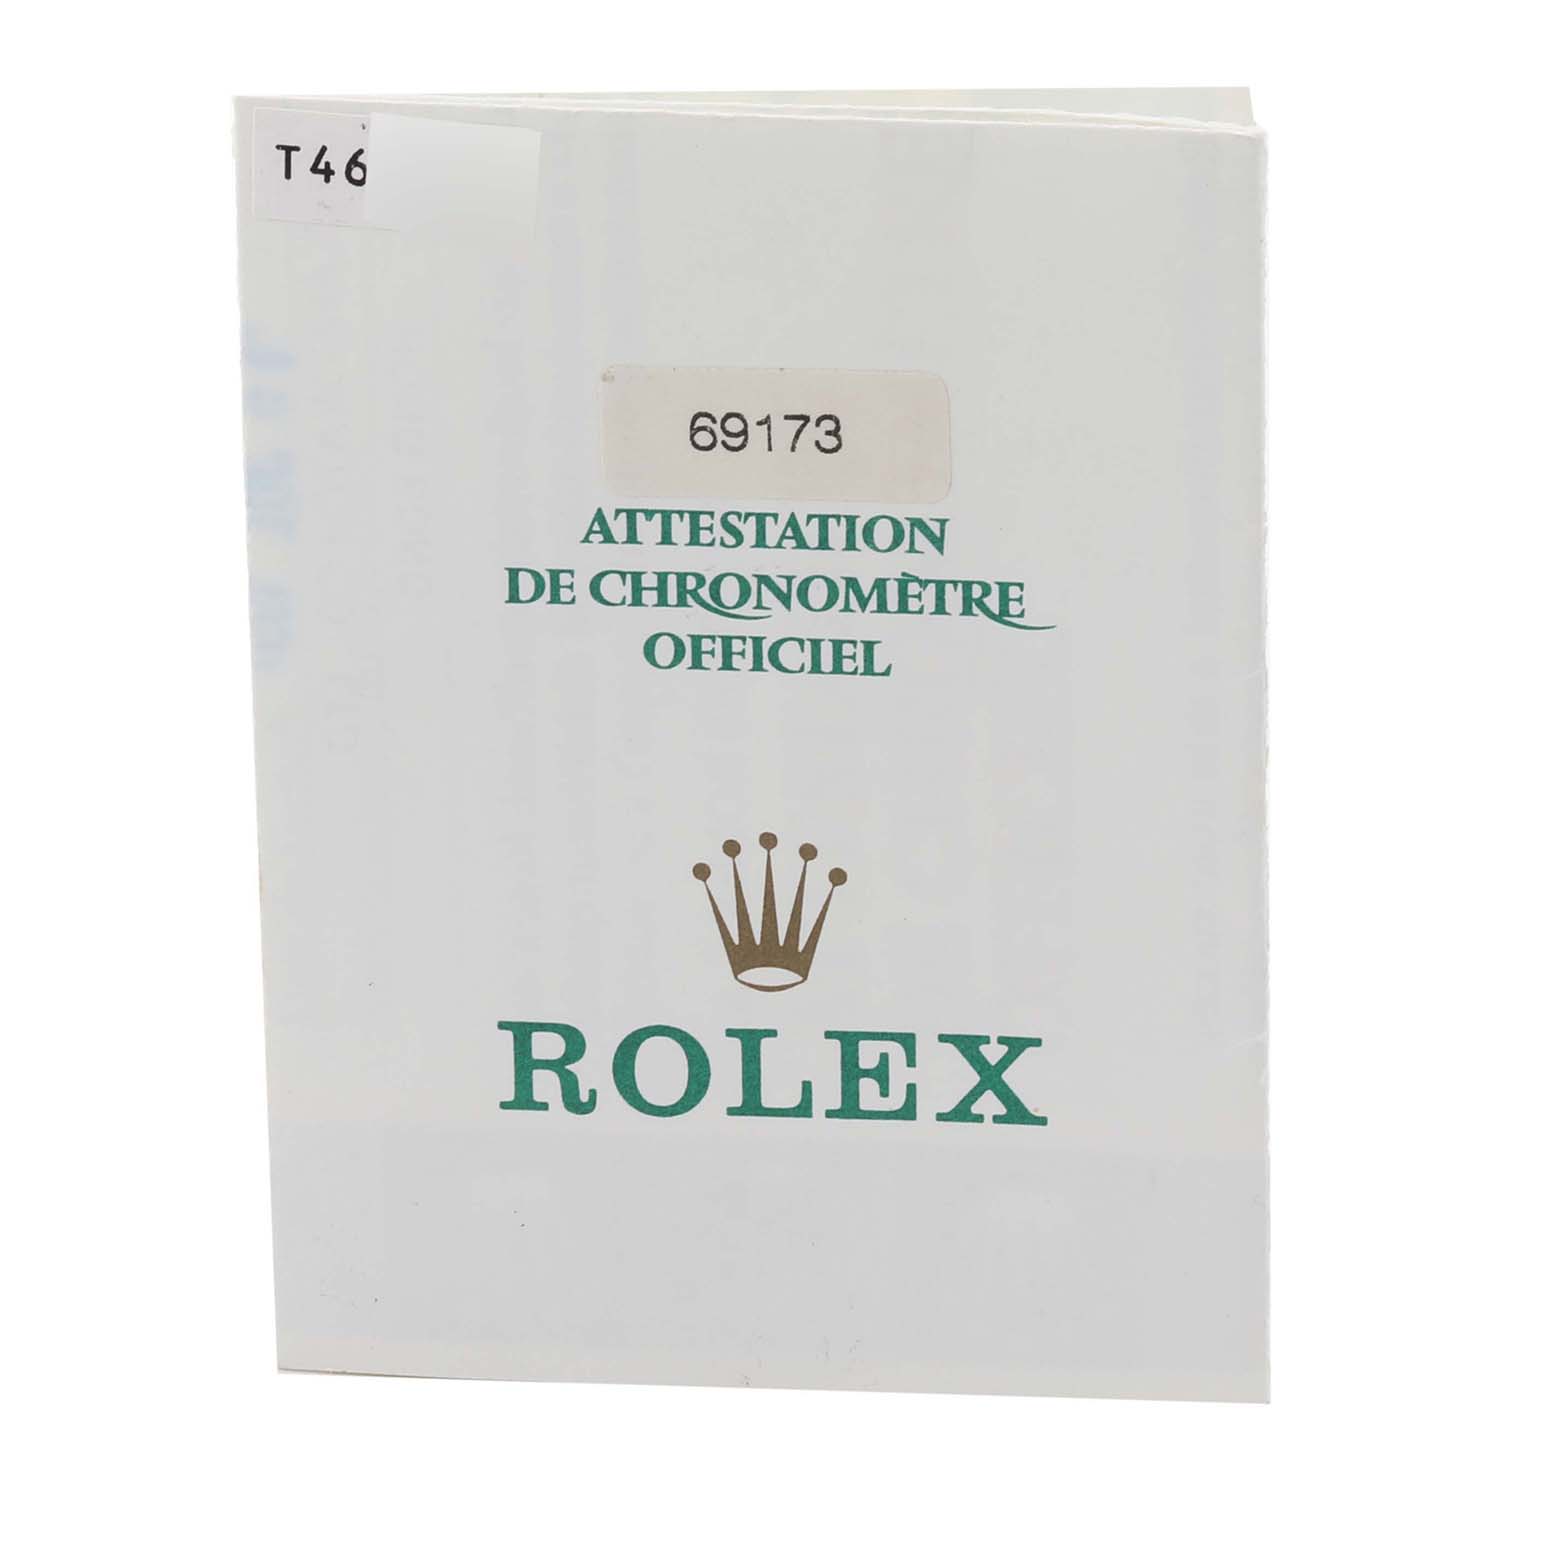 T46
69173
ATTESTATION
DE CHRONOMÈTRE
OFFICIEL
ROLEX